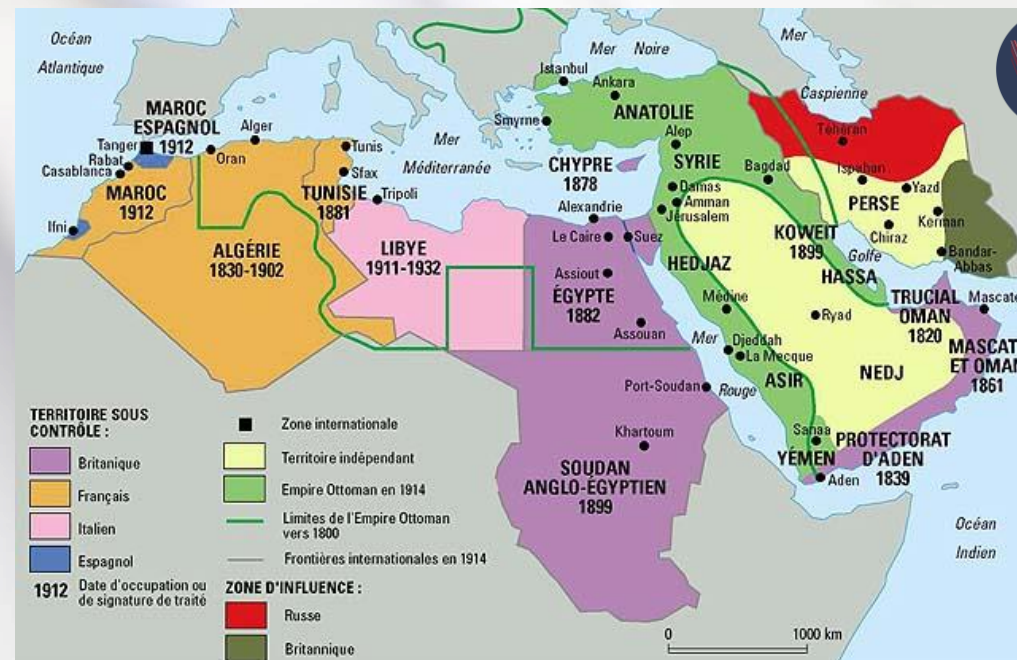 Océan
Atlantique
Mer Noire
Mer
Caspienne
Istanbul
Ankara
ANATOLIE
Smyrne
Alep
SYRIE
MAROC
ESPAGNOL
1912
Tanger
Rabat
Casablanca
MAROC
1912
Ifni
Alger
Oran
Tunis
Sfax
TUNISIE
1881
Tripoli
Mer
Méditerranée
CHYPRE
1878
Alexandrie
Le Caire
Suez
Damas
Amman
Jérusalem
Bagdad
Téhéran
Ispahan
Yazd
PERSE
Kerman
Chiraz
Bandar-
Abbas
ALGÉRIE
1830-1902
LIBYE
1911-1932
Assiout
ÉGYPTE
1882
Assouan
HEDJAZ
KOWEIT
1899
Golfe
HASSA
Médine
Mer
Rouge
Djeddah
La Mecque
ASIR
Ryad
NEDJ
TRUCIAL
OMAN
1820
Mascate
MASCAT
ET OMAN
1861
Port-Soudan
Khartoum
SOUDAN
ANGLO-ÉGYPTIEN
1899
Sanaa
YÉMEN
Aden
PROTECTORAT
D'ADEN
1839
Océan
Indien
TERRITOIRE SOUS
CONTRÔLE :
Britanique
Français
Italien
Espagnol
1912 Date d'occupation ou
de signature de traité
Zone internationale
Territoire indépendant
Empire Ottoman en 1914
Limites de l'Empire Ottoman
vers 1800
Frontières internationales en 1914
ZONE D'INFLUENCE :
Russe
Britannique
0 1000 km